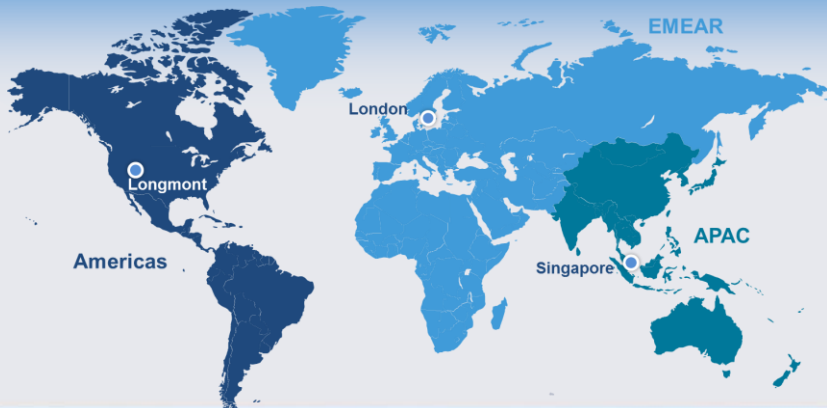 EMEAR
London
Longmont
APAC
Americas
Singapore